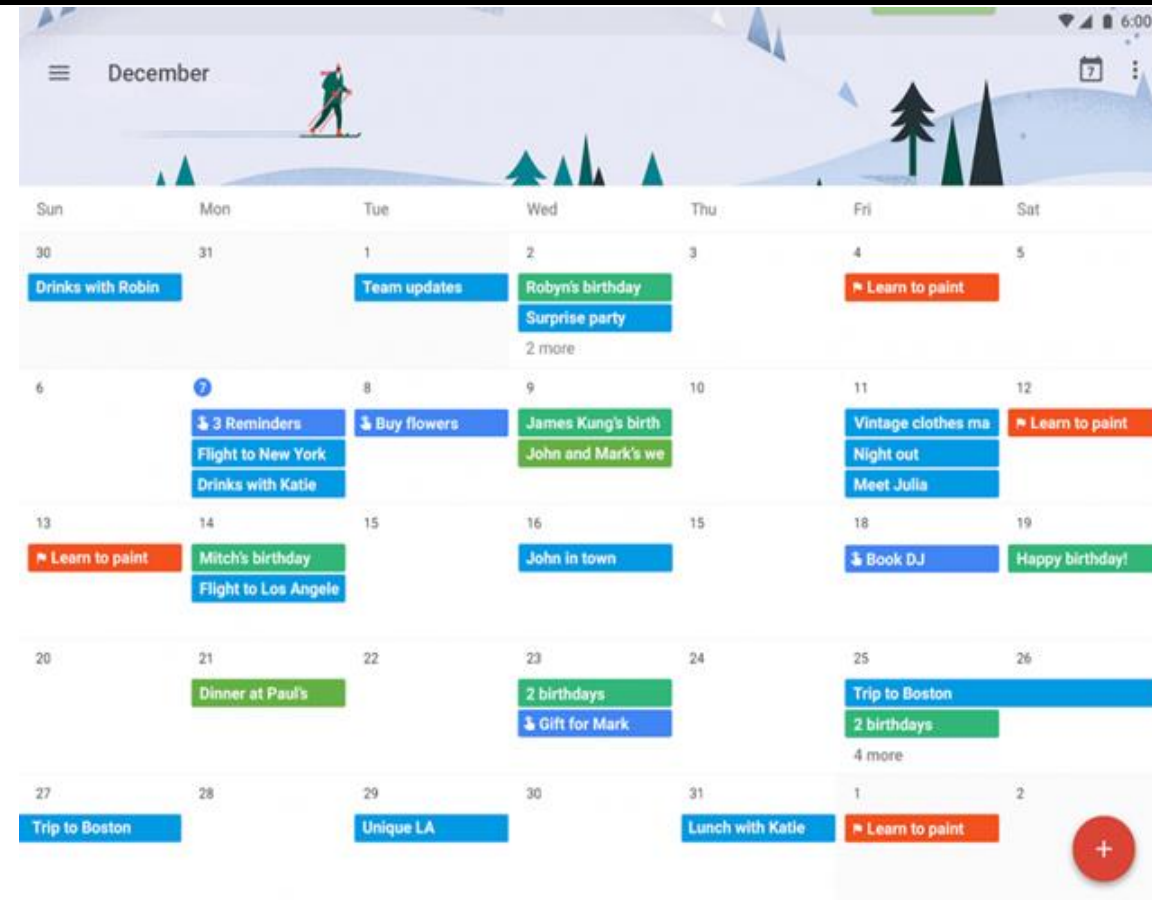 6:00
December
7
Sun Mon Tue Wed Thu Fri Sat
30 31 1 2 3 4 5
Drinks with Robin Team updates Robyn's birthday Learn to paint
Surprise party
2 more
6 7 8 9 10 11 12
3 Reminders Buy flowers James Kung's birth Vintage clothes ma Learn to paint
Flight to New York John and Mark's we Night out
Drinks with Katie Meet Julia
13 14 15 16 15 18 19
Learn to paint Mitch's birthday John in town Book DJ Happy birthday!
Flight to Los Angele
20 21 22 23 24 25 26
Dinner at Paul's 2 birthdays Trip to Boston
Gift for Mark 2 birthdays
4 more
27 28 29 30 31 1 2
Trip to Boston Unique LA Lunch with Katie Learn to paint
+